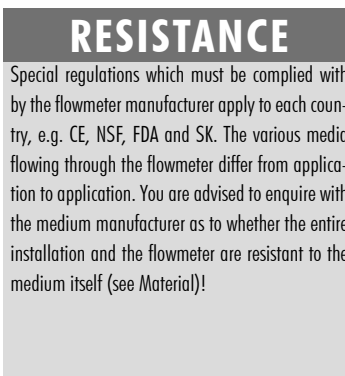 RESISTANCE
Special regulations which must be complied with
by the flowmeter manufacturer apply to each coun-
try, e.g. CE, NSF, FDA and SK. The various media
flowing through the flowmeter differ from applica-
tion to application. You are advised to enquire with
the medium manufacturer as to whether the entire
installation and the flowmeter are resistant to the
medium itself (see Material)!